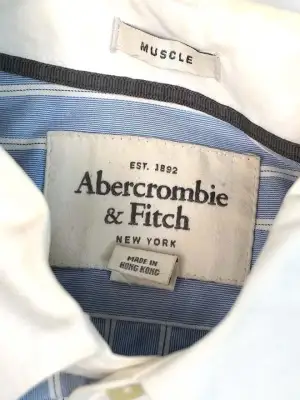 MUSCLE
EST. 1892
Abercrombie
& Fitch
NEW YORK
MADE IN
HONG KONG